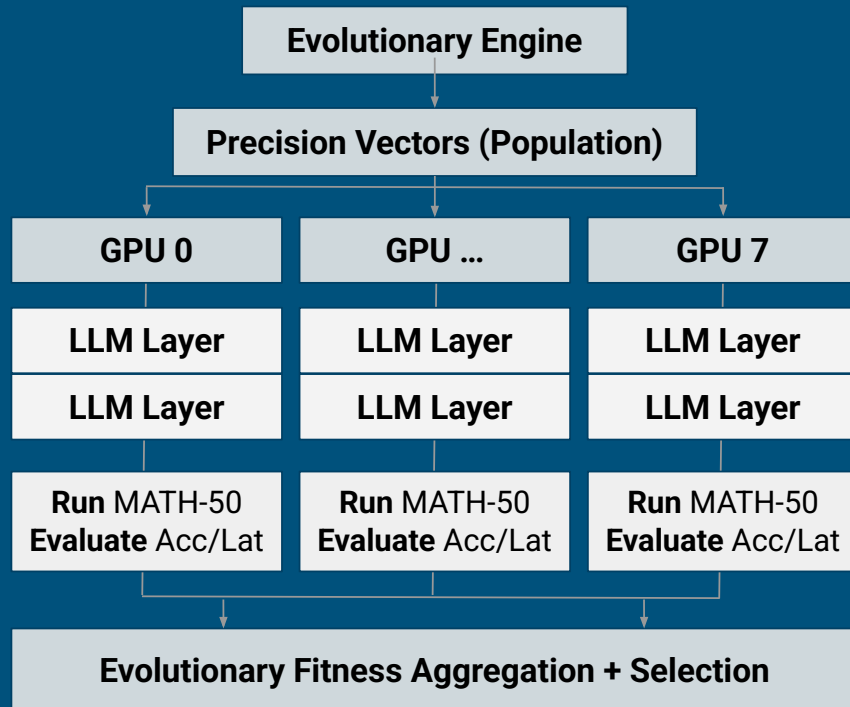 Evolutionary Engine
Precision Vectors (Population)
GPU 0
GPU …
GPU 7
LLM Layer
LLM Layer
LLM Layer
LLM Layer
LLM Layer
LLM Layer
Run MATH-50
Evaluate Acc/Lat
Run MATH-50
Evaluate Acc/Lat
Run MATH-50
Evaluate Acc/Lat
Evolutionary Fitness Aggregation + Selection